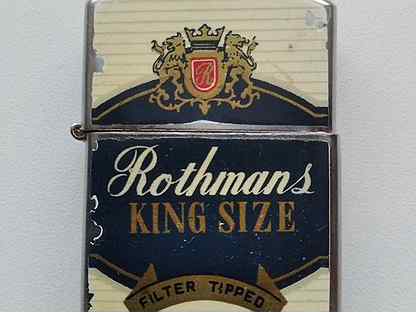 R
Rothmans
KING SIZE
FILTER TIPPED